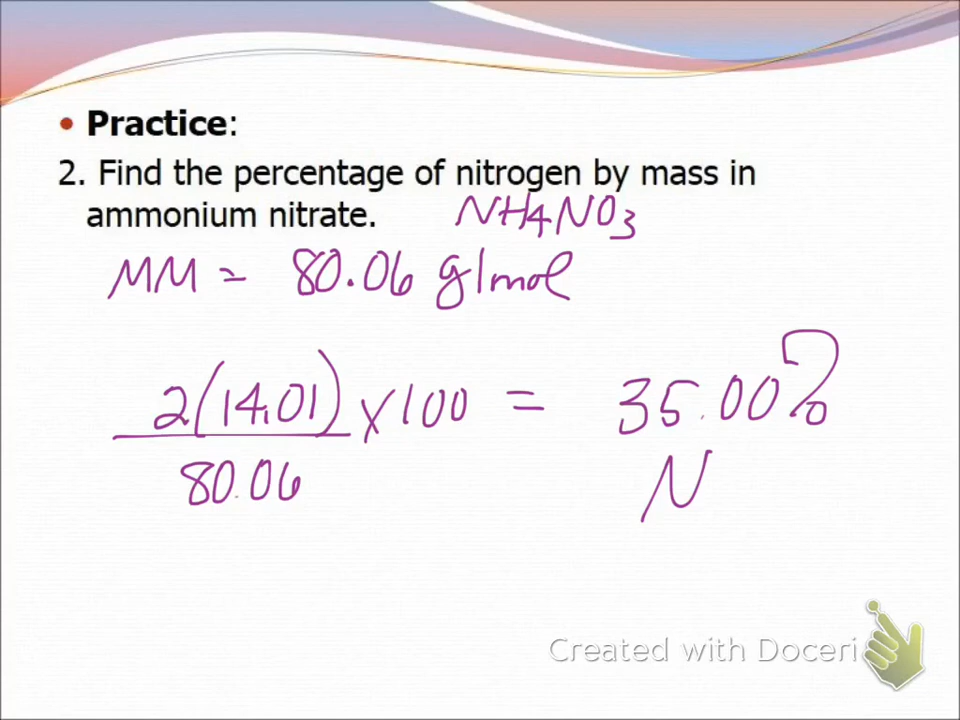 • Practice:
2. Find the percentage of nitrogen by mass in
ammonium nitrate. NH4NO3
MM = 80.06 g/mol
2(14.01) x 100 = 35.00%
80.06
N
Created with Doceri